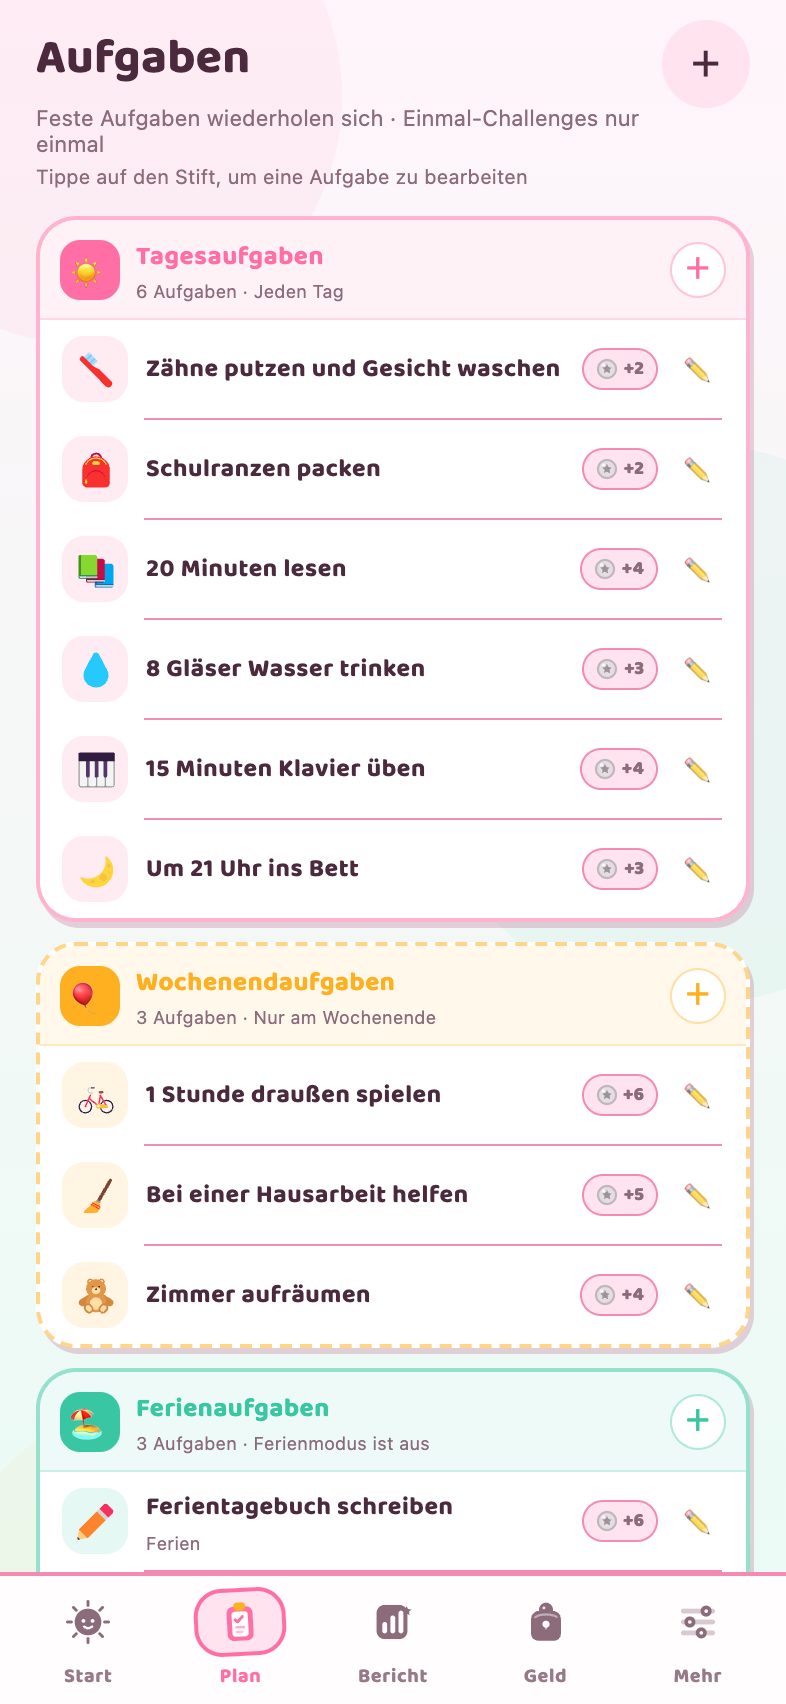 Aufgaben
Feste Aufgaben wiederholen sich · Einmal-Challenges nur
einmal
Tippe auf den Stift, um eine Aufgabe zu bearbeiten
Tagesaufgaben
6 Aufgaben · Jeden Tag
Zähne putzen und Gesicht waschen +2
Schulranzen packen +2
20 Minuten lesen +4
8 Gläser Wasser trinken +3
15 Minuten Klavier üben +4
Um 21 Uhr ins Bett +3
Wochenendaufgaben
3 Aufgaben · Nur am Wochenende
1 Stunde draußen spielen +6
Bei einer Hausarbeit helfen +5
Zimmer aufräumen +4
Ferienaufgaben
3 Aufgaben · Ferienmodus ist aus
Ferientagebuch schreiben +6
Ferien
Start Plan Bericht Geld Mehr